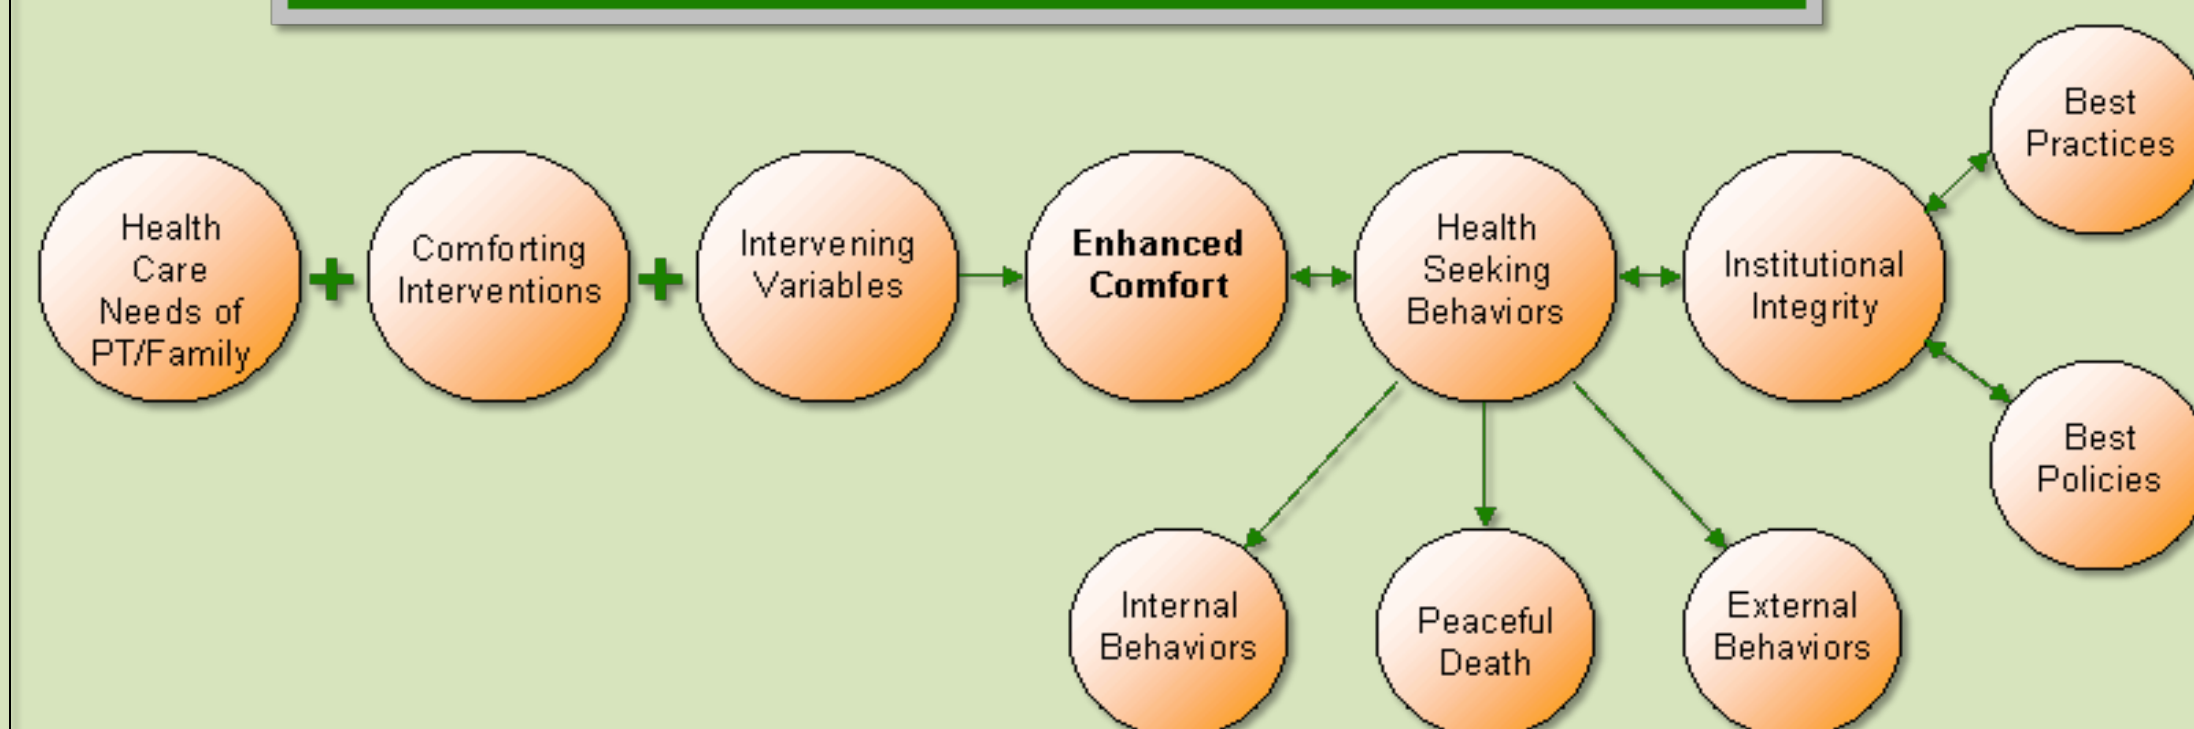 Health
Care
Needs of
PT/Family
Comforting
Interventions
Intervening
Variables
Enhanced
Comfort
Health
Seeking
Behaviors
Institutional
Integrity
Best
Practices
Best
Policies
Internal
Behaviors
Peaceful
Death
External
Behaviors